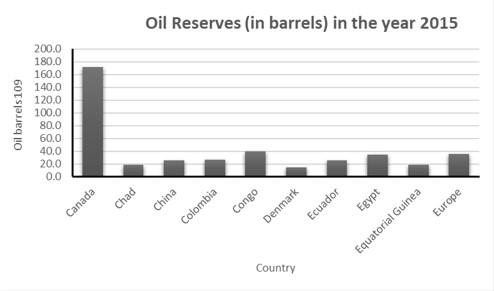 Oil Reserves (in barrels) in the year 2015
Oil barrels109
200.0
180.0
160.0
140.0
120.0
100.0
80.0
60.0
40.0
20.0
0.0
Canada
Chad
China
Colombia
Congo
Denmark
Ecuador
Egypt
Equatorial Guinea
Europe
Country